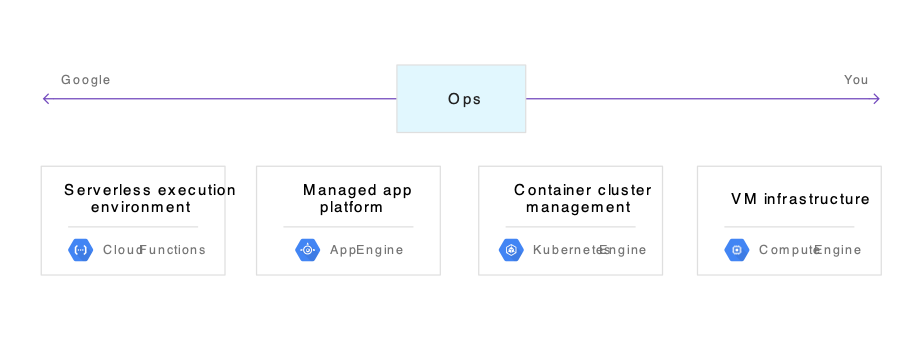 Google
You
Ops
Serverless execution
environment
Cloud Functions
Managed app
platform
App Engine
Container cluster
management
Kubernetes Engine
VM infrastructure
Compute Engine